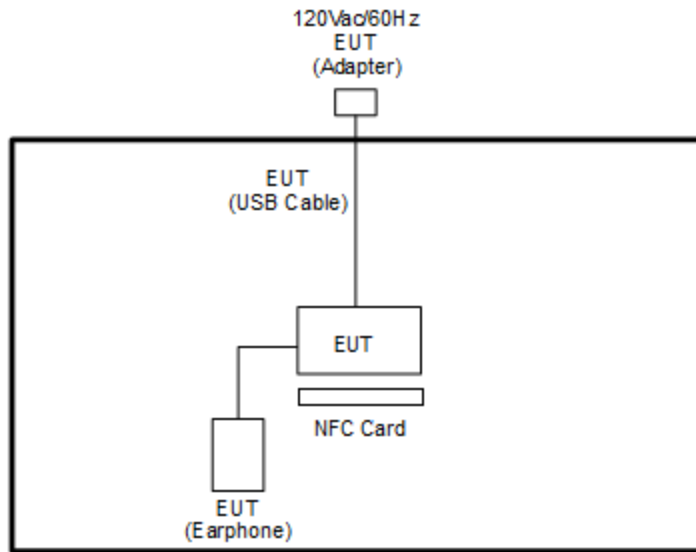 120Vac/60Hz
EUT
(Adapter)
EUT
(USB Cable)
EUT
NFC Card
EUT
(Earphone)